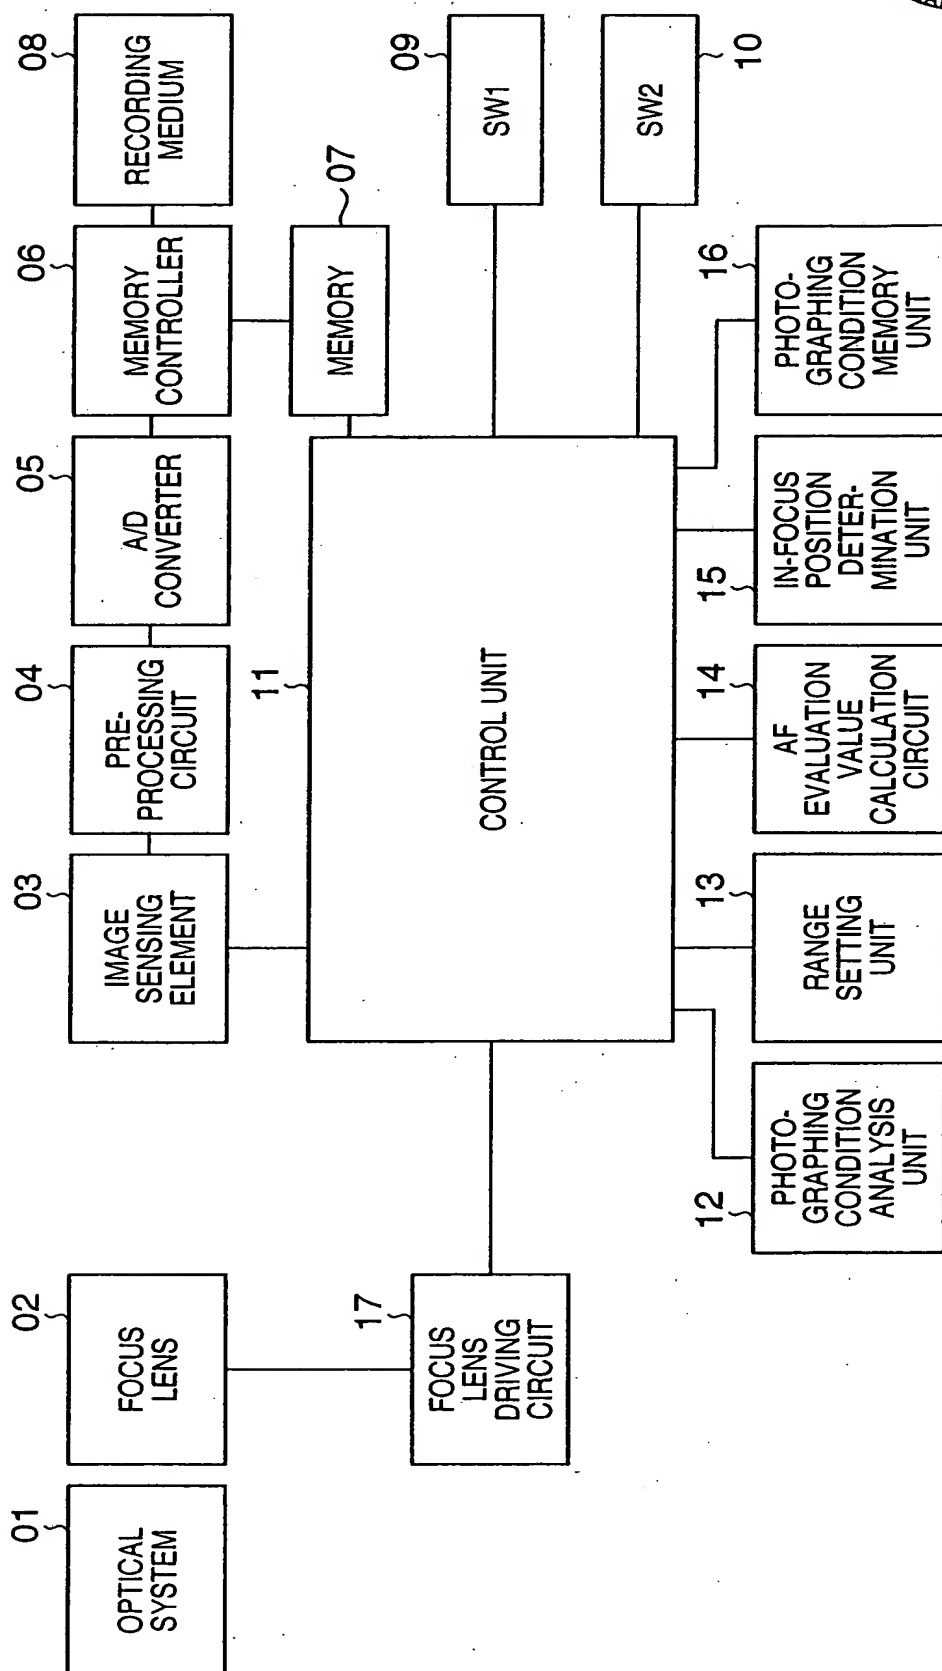 01
OPTICAL
SYSTEM
02
FOCUS
LENS
03
IMAGE
SENSING
ELEMENT
04
PRE-
PROCESSING
CIRCUIT
05
A/D
CONVERTER
06
MEMORY
CONTROLLER
08
RECORDING
MEDIUM
07
MEMORY
17
FOCUS
LENS
DRIVING
CIRCUIT
11
CONTROL UNIT
09
SW1
10
SW2
12
PHOTO-
GRAPHING
CONDITION
ANALYSIS
UNIT
13
RANGE
SETTING
UNIT
14
AF
EVALUATION
VALUE
CALCULATION
CIRCUIT
15
IN-FOCUS
POSITION
DETER-
MINATION
UNIT
16
PHOTO-
GRAPHING
CONDITION
MEMORY
UNIT